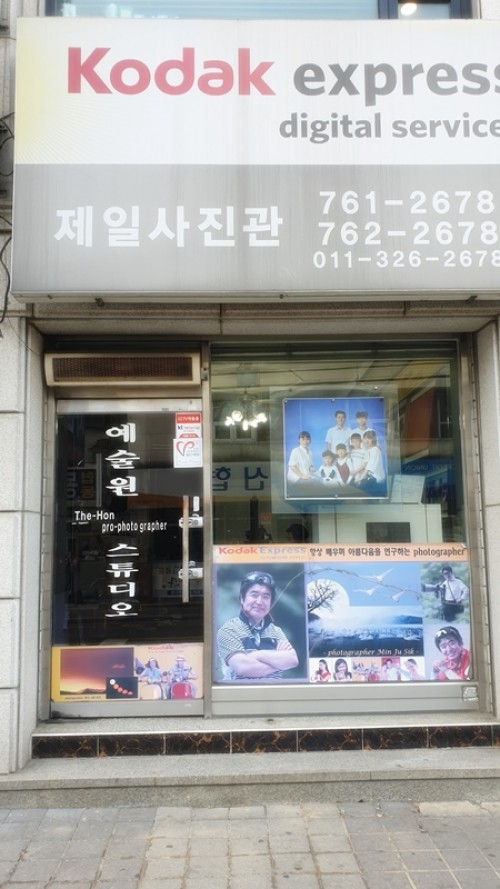 Kodak express
digital service
제일사진관
761-2678
762-2678
011-326-2678
예술원 스튜디오
The-Hon
pro-photo grapher
Kodak Express 항상 배우며 아름다움을 연구하는 photographer
- photographer Min Ju Sik -